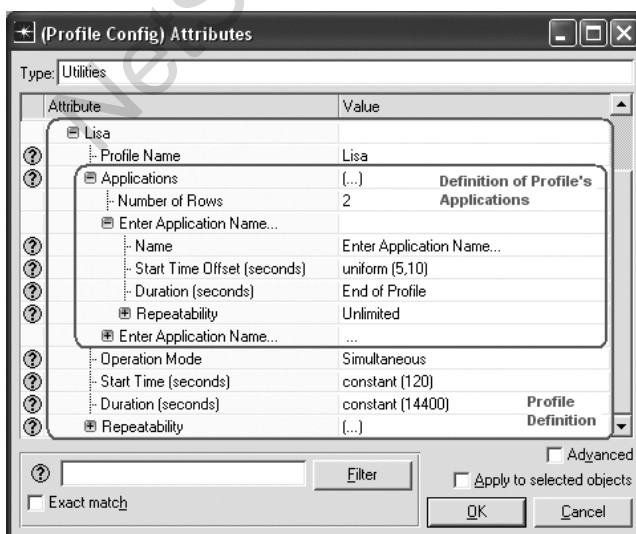 (Profile Config) Attributes
Type: Utilities
Attribute Value
Lisa
Profile Name Lisa
Applications (...)
Definition of Profile's
Applications
Number of Rows 2
Enter Application Name...
Name Enter Application Name...
Start Time Offset (seconds) uniform (5,10)
Duration (seconds) End of Profile
Repeatability Unlimited
Enter Application Name... ...
Operation Mode Simultaneous
Start Time (seconds) constant (120)
Duration (seconds) constant (14400)
Profile
Definition
Repeatability (...)
Advanced
Filter
Apply to selected objects
Exact match
OK Cancel